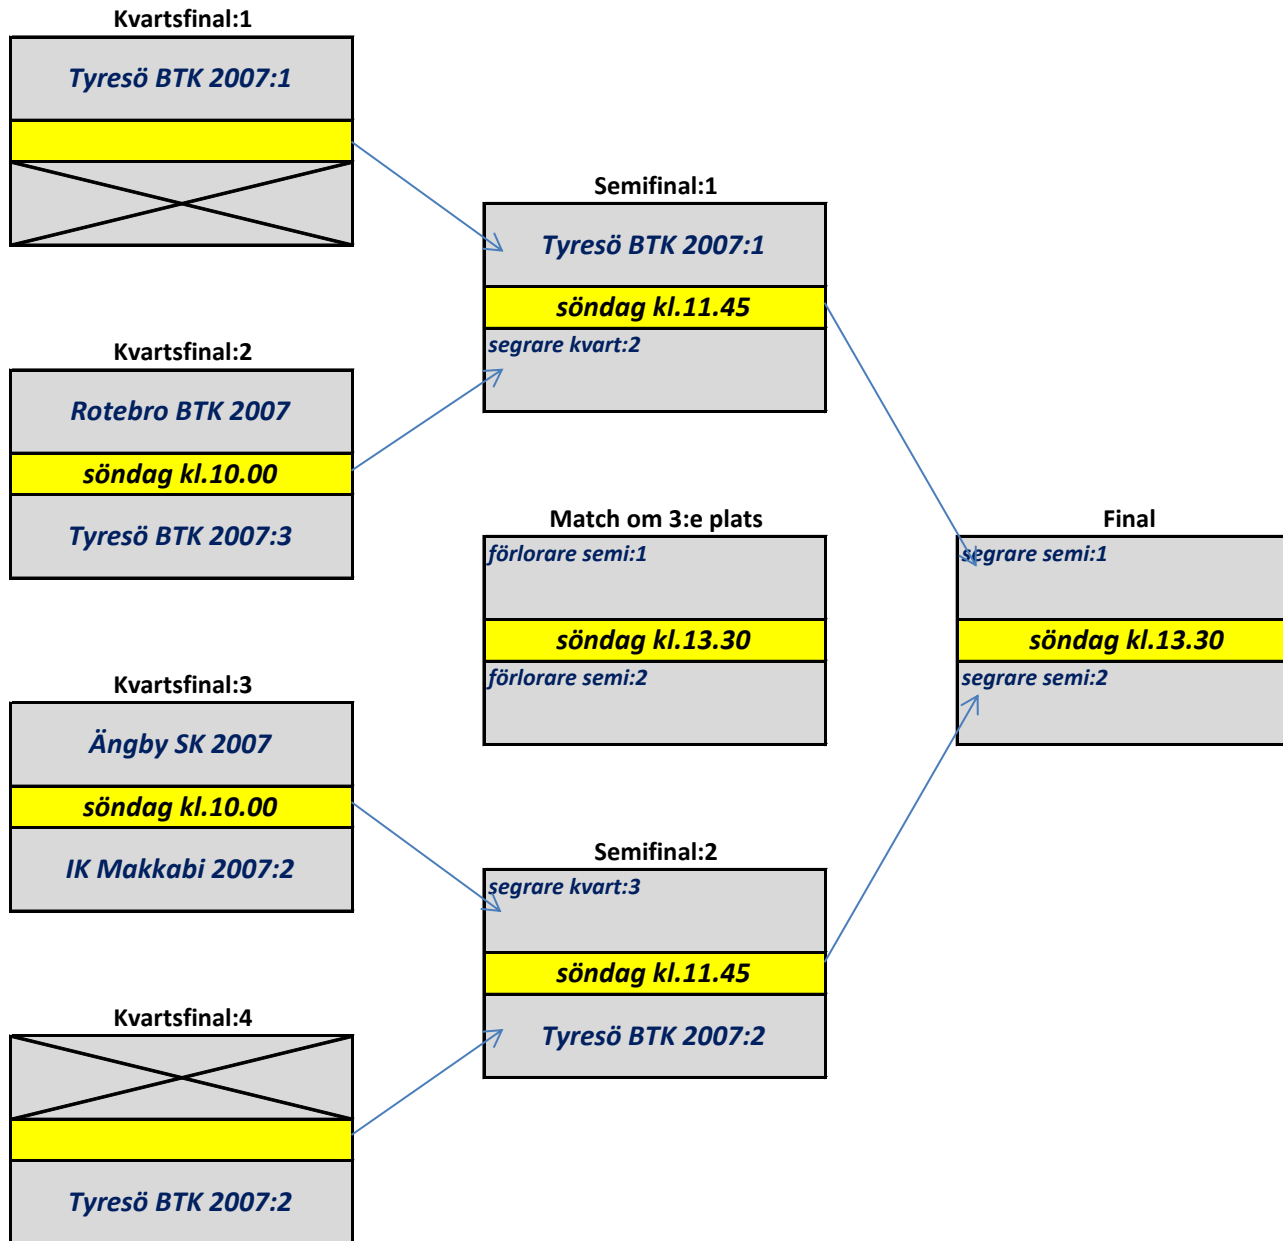 Kvartsfinal:1
Tyresö BTK 2007:1
Semifinal:1
Tyresö BTK 2007:1
söndag kl.11.45
segrare kvart:2
Kvartsfinal:2
Rotebro BTK 2007
söndag kl.10.00
Tyresö BTK 2007:3
Match om 3:e plats
förlorare semi:1
söndag kl.13.30
förlorare semi:2
Final
segrare semi:1
söndag kl.13.30
segrare semi:2
Kvartsfinal:3
Ängby SK 2007
söndag kl.10.00
IK Makkabi 2007:2
Semifinal:2
segrare kvart:3
söndag kl.11.45
Tyresö BTK 2007:2
Kvartsfinal:4
Tyresö BTK 2007:2